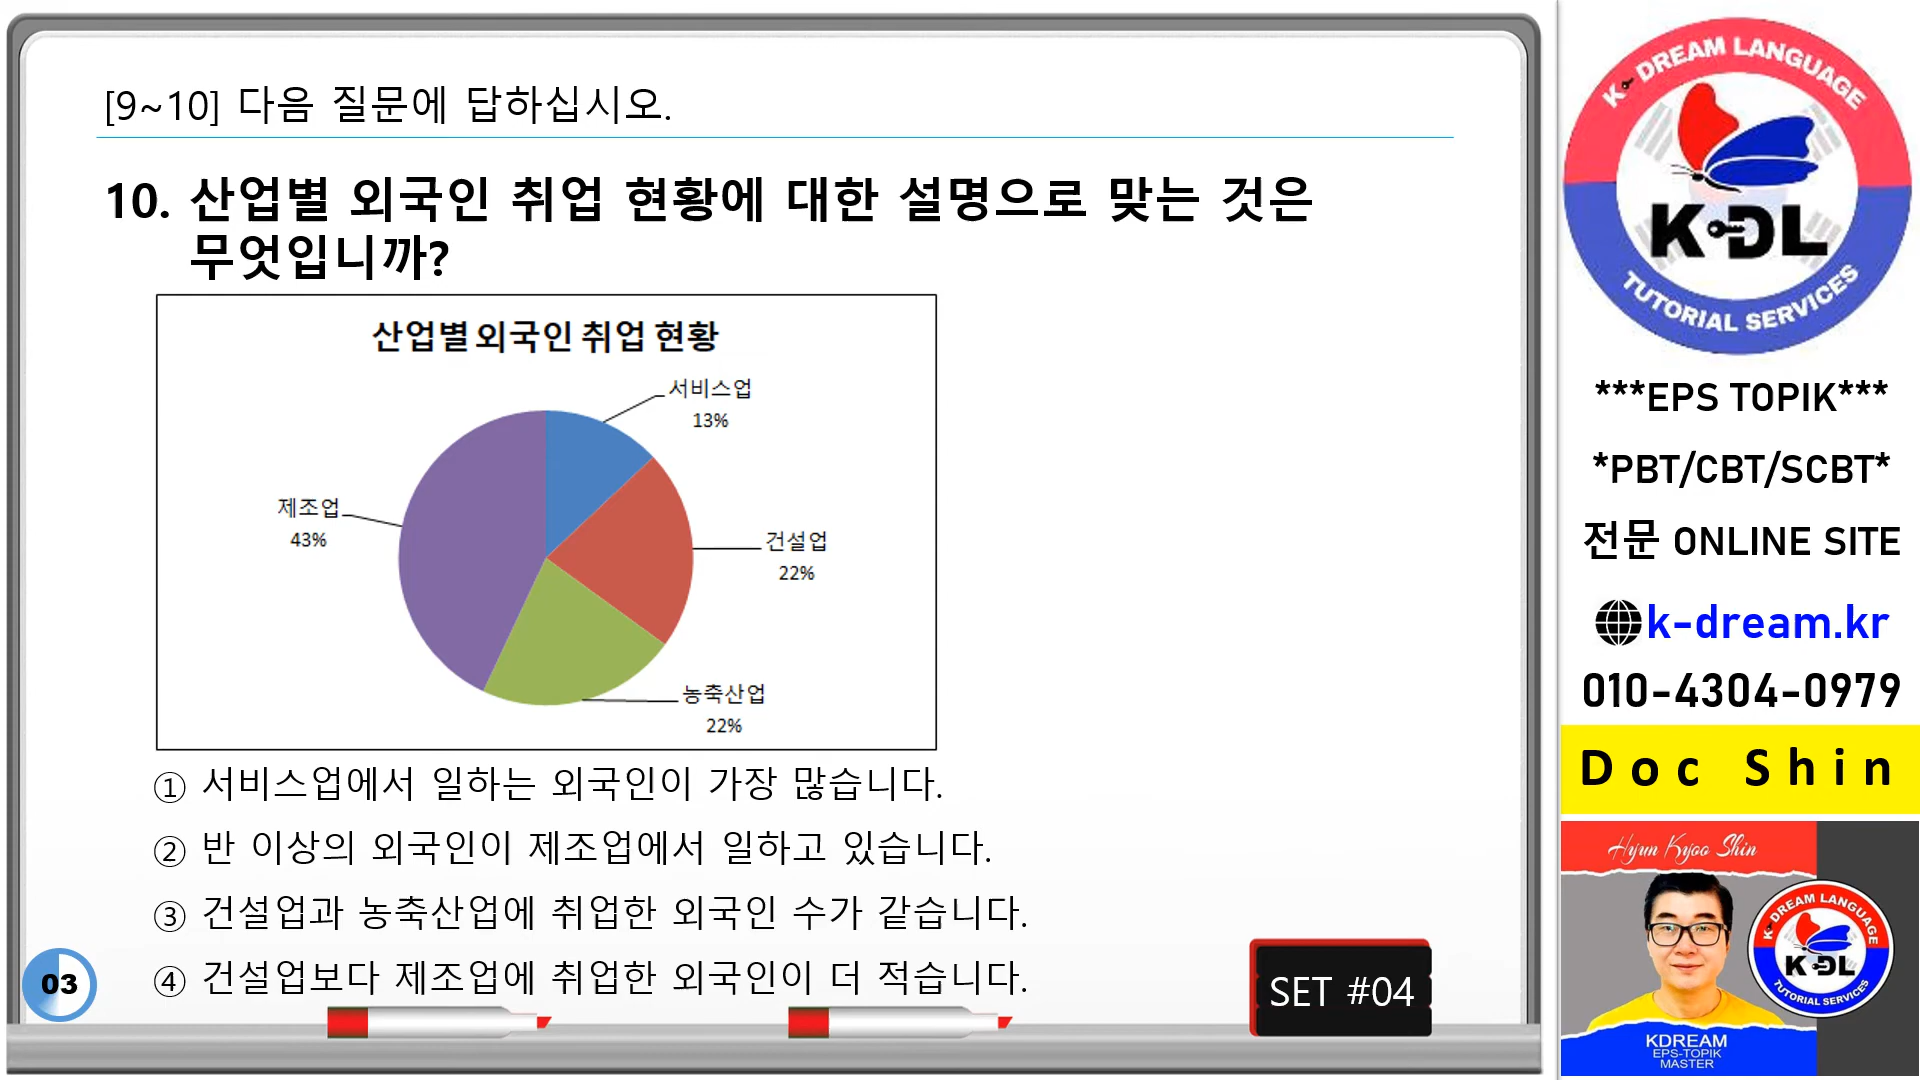 [9~10] 다음 질문에 답하십시오.
10. 산업별 외국인 취업 현황에 대한 설명으로 맞는 것은
무엇입니까?
산업별 외국인 취업 현황
서비스업
13%
제조업
43%
건설업
22%
농축산업
22%
① 서비스업에서 일하는 외국인이 가장 많습니다.
② 반 이상의 외국인이 제조업에서 일하고 있습니다.
③ 건설업과 농축산업에 취업한 외국인 수가 같습니다.
④ 건설업보다 제조업에 취업한 외국인이 더 적습니다.
03
SET #04
K-DREAM LANGUAGE
K-DL
TUTORIAL SERVICES
***EPS TOPIK***
*PBT/CBT/SCBT*
전문 ONLINE SITE
k-dream.kr
010-4304-0979
Doc Shin
Hyun Kyoo Shin
K-DREAM LANGUAGE
K-DL
TUTORIAL SERVICES
KDREAM
EPS-TOPIK
MASTER